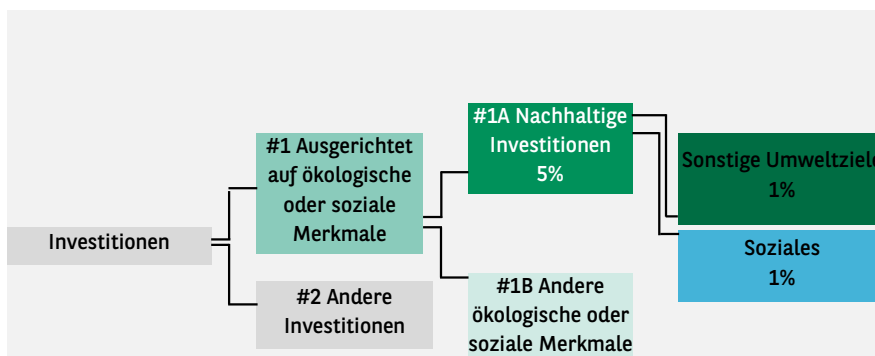 Investitionen
#1 Ausgerichtet
auf ökologische
oder soziale
Merkmale
#2 Andere
Investitionen
#1A Nachhaltige
Investitionen
5%
#1B Andere
ökologische oder
soziale Merkmale
Sonstige Umweltziele
1%
Soziales
1%